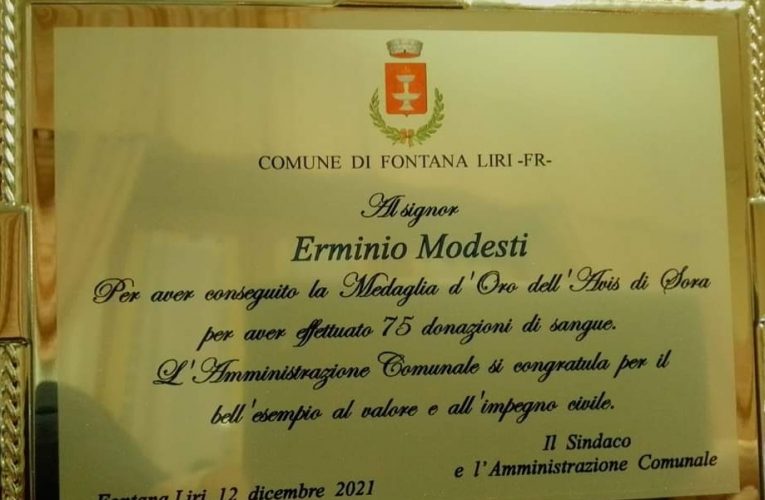 COMUNE DI FONTANA LIRI -FR-
Al signor
Erminio Modesti
Per aver conseguito la Medaglia d'Oro dell'Avis di Sora
per aver effettuato 75 donazioni di sangue.
L'Amministrazione Comunale si congratula per il
bell'esempio al valore e all'impegno civile.
Il Sindaco
e l'Amministrazione Comunale
Fontana Liri, 12 dicembre 2021